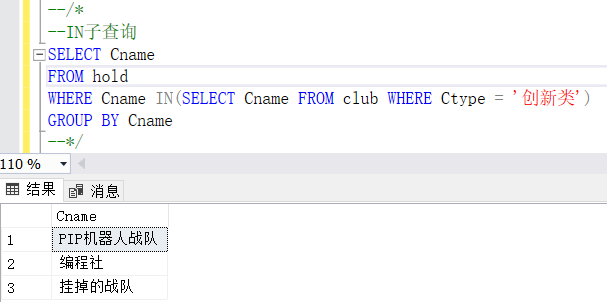 --/*
--IN子查询
SELECT Cname
FROM hold
WHERE Cname IN(SELECT Cname FROM club WHERE Ctype = '创新类')
GROUP BY Cname
--*/
110 %
结果 消息
Cname
1 PIP机器人战队
2 编程社
3 挂掉的战队